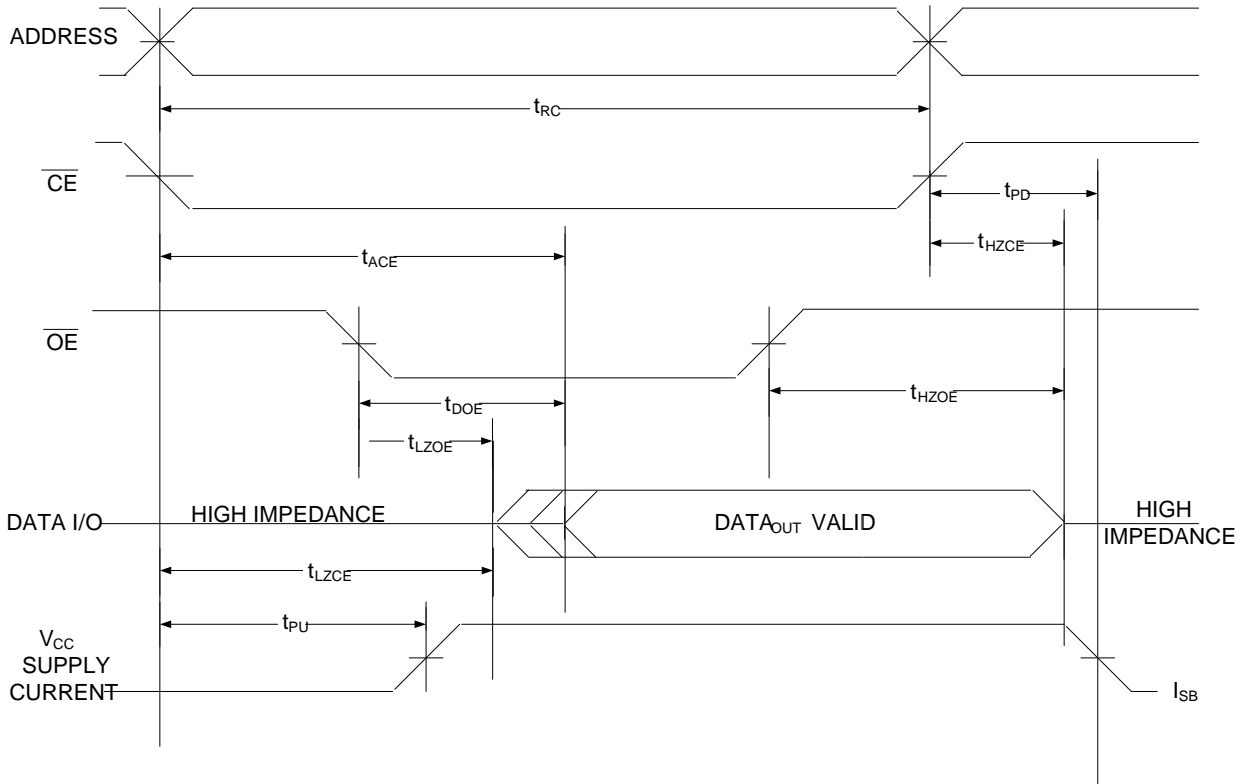 ADDRESS
tRC
CE
tPD
tHZCE
tACE
OE
tHZOE
tDOE
tLZOE
DATA I/O
HIGH IMPEDANCE
DATAOUT VALID
HIGH
IMPEDANCE
tLZCE
tPU
VCC
SUPPLY
CURRENT
ISB